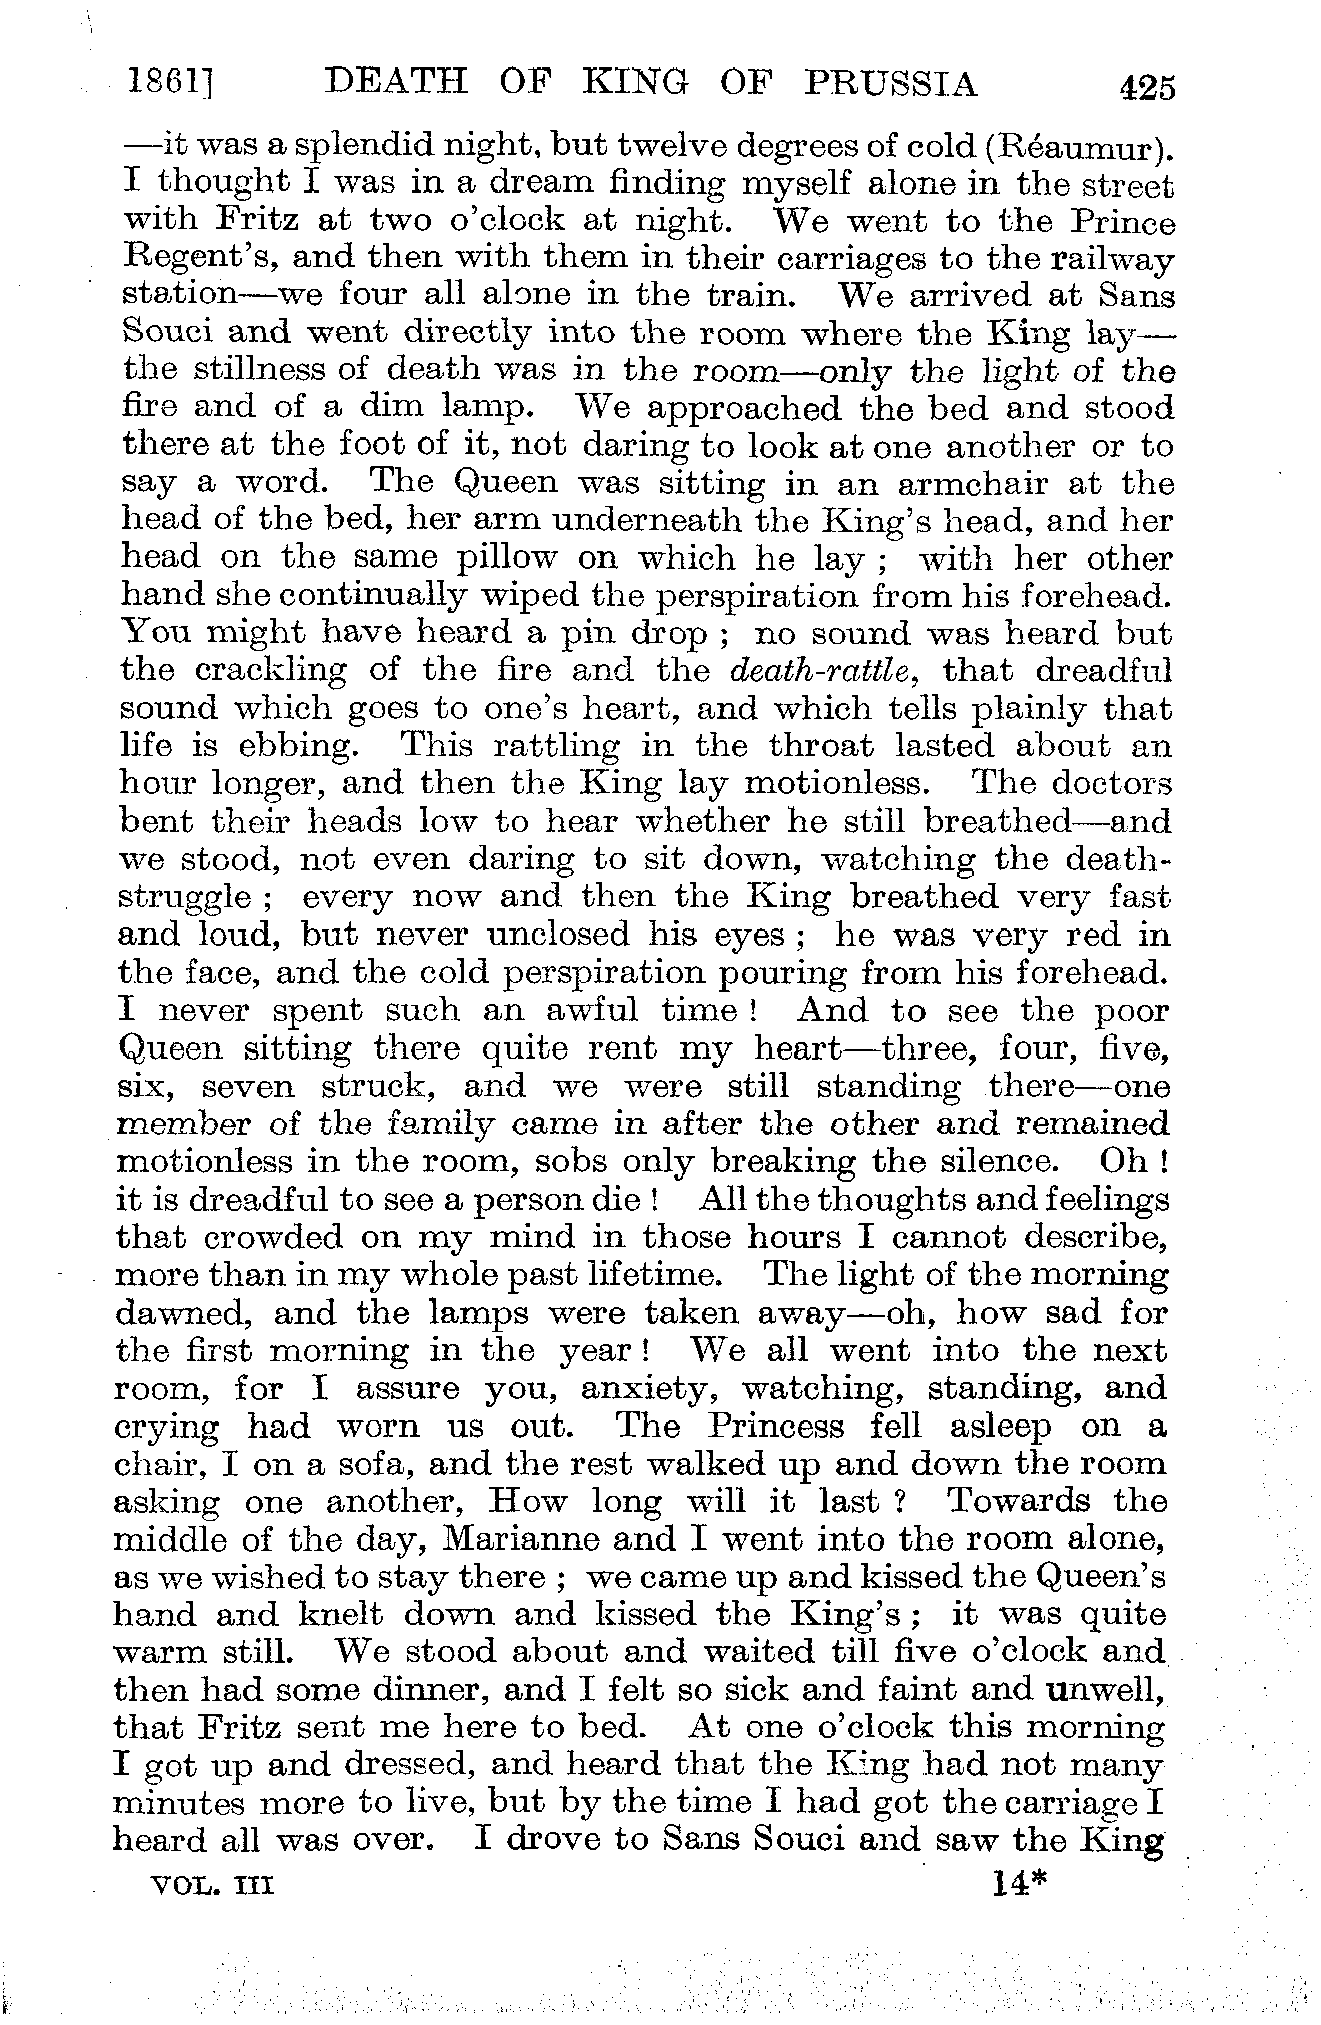 1861] DEATH OF KING OF PRUSSIA 425
—it was a splendid night, but twelve degrees of cold (Réaumur).
I thought I was in a dream finding myself alone in the street
with Fritz at two o'clock at night. We went to the Prince
Regent's, and then with them in their carriages to the railway
station—we four all alone in the train. We arrived at Sans
Souci and went directly into the room where the King lay—
the stillness of death was in the room—only the light of the
fire and of a dim lamp. We approached the bed and stood
there at the foot of it, not daring to look at one another or to
say a word. The Queen was sitting in an armchair at the
head of the bed, her arm underneath the King's head, and her
head on the same pillow on which he lay ; with her other
hand she continually wiped the perspiration from his forehead.
You might have heard a pin drop ; no sound was heard but
the crackling of the fire and the death-rattle, that dreadful
sound which goes to one's heart, and which tells plainly that
life is ebbing. This rattling in the throat lasted about an
hour longer, and then the King lay motionless. The doctors
bent their heads low to hear whether he still breathed—and
we stood, not even daring to sit down, watching the death-
struggle ; every now and then the King breathed very fast
and loud, but never unclosed his eyes ; he was very red in
the face, and the cold perspiration pouring from his forehead.
I never spent such an awful time ! And to see the poor
Queen sitting there quite rent my heart—three, four, five,
six, seven struck, and we were still standing there—one
member of the family came in after the other and remained
motionless in the room, sobs only breaking the silence. Oh !
it is dreadful to see a person die ! All the thoughts and feelings
that crowded on my mind in those hours I cannot describe,
more than in my whole past lifetime. The light of the morning
dawned, and the lamps were taken away—oh, how sad for
the first morning in the year ! We all went into the next
room, for I assure you, anxiety, watching, standing, and
crying had worn us out. The Princess fell asleep on a
chair, I on a sofa, and the rest walked up and down the room
asking one another, How long will it last ? Towards the
middle of the day, Marianne and I went into the room alone,
as we wished to stay there ; we came up and kissed the Queen's
hand and knelt down and kissed the King's ; it was quite
warm still. We stood about and waited till five o'clock and
then had some dinner, and I felt so sick and faint and unwell,
that Fritz sent me here to bed. At one o'clock this morning
I got up and dressed, and heard that the King had not many
minutes more to live, but by the time I had got the carriage I
heard all was over. I drove to Sans Souci and saw the King
VOL. III 14*